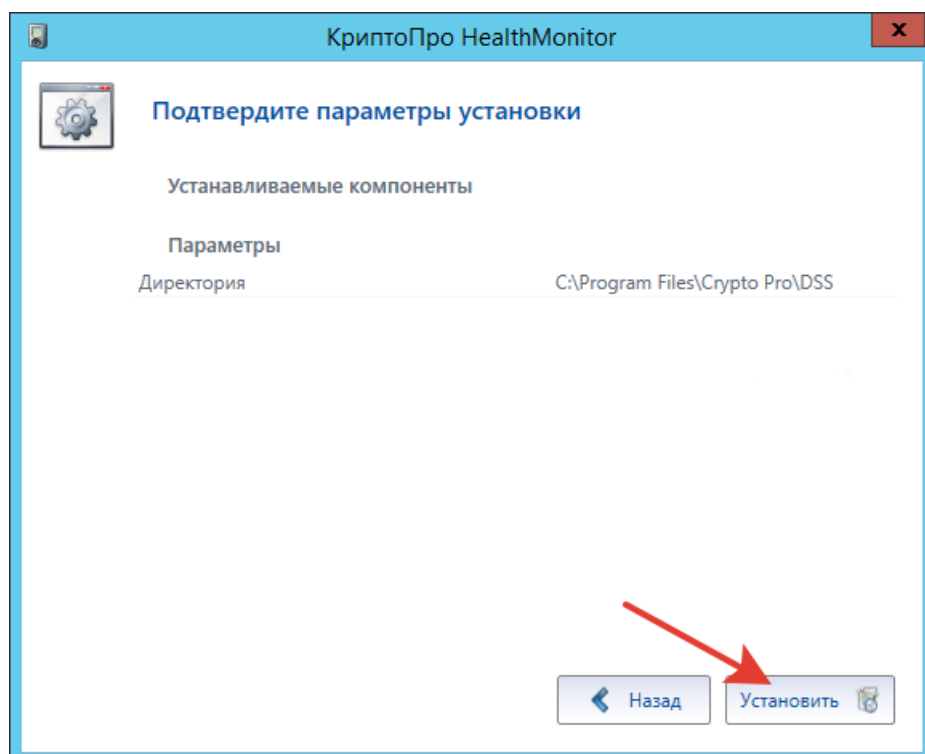 КриптоПро HealthMonitor
x
Подтвердите параметры установки
Устанавливаемые компоненты
Параметры
Директория C:\Program Files\Crypto Pro\DSS
Назад Установить